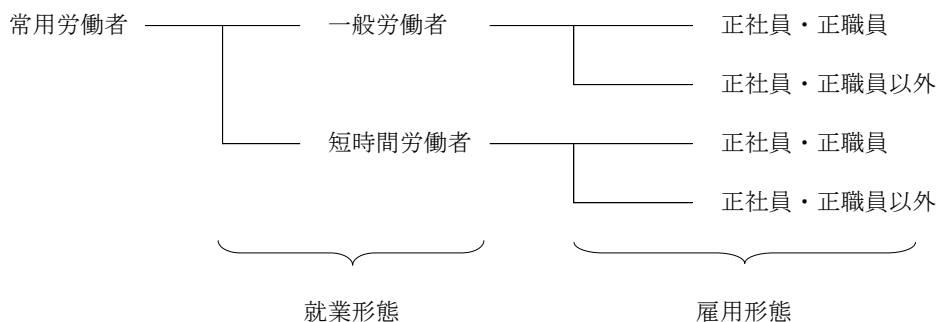 常用労働者 一般労働者 正社員・正職員
正社員・正職員以外
短時間労働者 正社員・正職員
正社員・正職員以外
就業形態 雇用形態